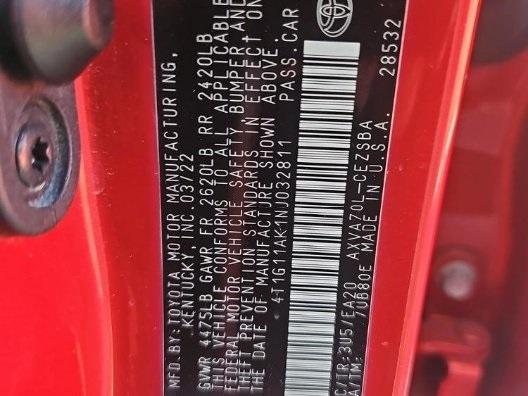 MFD. BY: TOYOTA MOTOR MANUFACTURING,
KENTUCKY, INC. 03/22
GVWR 4475LB GAWR FR 2620LB RR 2420LB
THIS VEHICLE CONFORMS TO ALL APPLICABLE
FEDERAL MOTOR VEHICLE SAFETY, BUMPER AND
THEFT PREVENTION STANDARDS IN EFFECT ON
THE DATE OF MANUFACTURE SHOWN ABOVE.
4T1G11AK1NU032811 PASS. CAR
C/TR:3U5/EA20 AXVA70L-CEZSBA
A/TM: 7UB80E MADE IN U.S.A.
28532